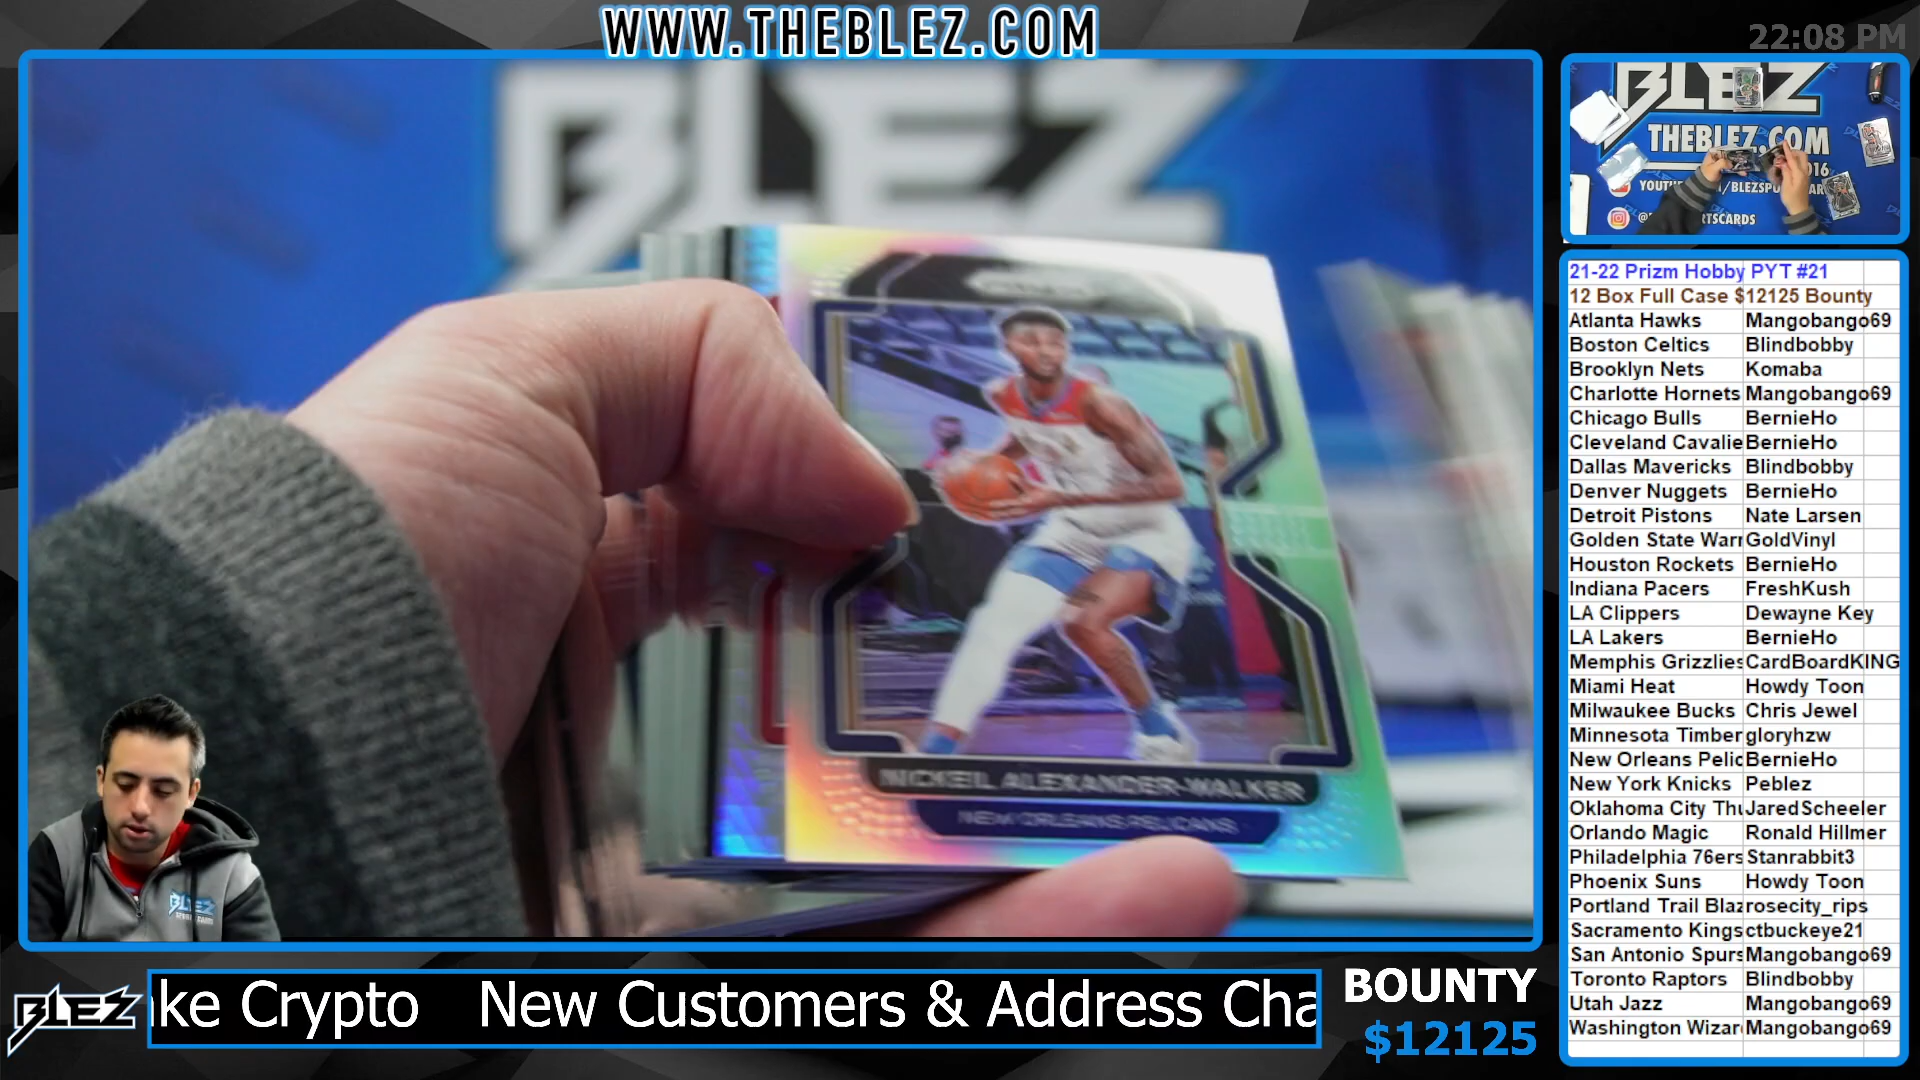 WWW.THEBLEZ.COM
22:08 PM
BLEZ
NICKEIL ALEXANDER-WALKER
NEW ORLEANS PELICANS
BLEZ
BLEZ
THEBLEZ.COM
21-22 Prizm Hobby PYT #21
12 Box Full Case $12125 Bounty
Atlanta Hawks Mangobango69
Boston Celtics Blindbobby
Brooklyn Nets Komaba
Charlotte Hornets Mangobango69
Chicago Bulls BernieHo
Cleveland Cavalie BernieHo
Dallas Mavericks Blindbobby
Denver Nuggets BernieHo
Detroit Pistons Nate Larsen
Golden State Warr GoldVinyl
Houston Rockets BernieHo
Indiana Pacers FreshKush
LA Clippers Dewayne Key
LA Lakers BernieHo
Memphis Grizzlies CardBoardKING
Miami Heat Howdy Toon
Milwaukee Bucks Chris Jewel
Minnesota Timber gloryhzw
New Orleans Pelic BernieHo
New York Knicks Peblez
Oklahoma City Thu JaredScheeler
Orlando Magic Ronald Hillmer
Philadelphia 76ers Stanrabbit3
Phoenix Suns Howdy Toon
Portland Trail Blaz rosecity_rips
Sacramento Kings ctbuckeye21
San Antonio Spurs Mangobango69
Toronto Raptors Blindbobby
Utah Jazz Mangobango69
Washington Wizar Mangobango69
BLEZ
ke Crypto New Customers & Address Cha
BOUNTY
$12125